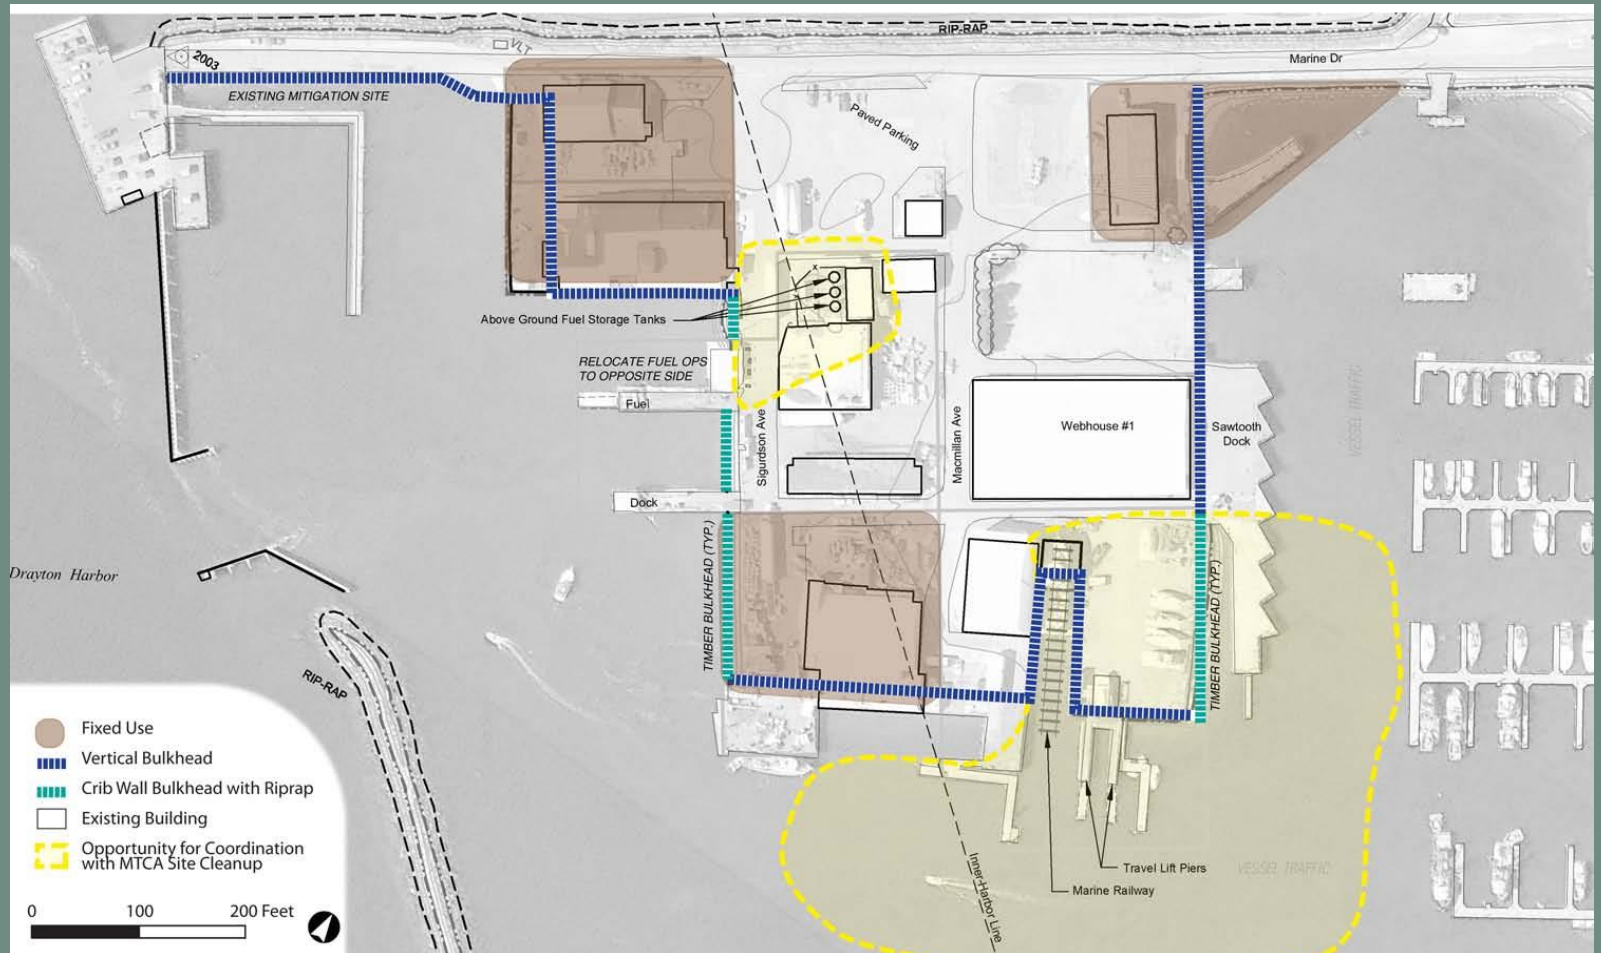 RIP-RAP
Marine Dr
2003
VLT
EXISTING MITIGATION SITE
Paved Parking
Above Ground Fuel Storage Tanks
x
RELOCATE FUEL OPS
TO OPPOSITE SIDE
Fuel
Sigurdson Ave
Macmillan Ave
Webhouse #1
Sawtooth
Dock
VESSEL TRAFFIC
Dock
TIMBER BULKHEAD (TYP.)
TIMBER BULKHEAD (TYP.)
Drayton Harbor
RIP-RAP
Travel Lift Piers
VESSEL TRAFFIC
Marine Railway
Inner-Harbor Line
Fixed Use
Vertical Bulkhead
Crib Wall Bulkhead with Riprap
Existing Building
Opportunity for Coordination
with MTCA Site Cleanup
0 100 200 Feet